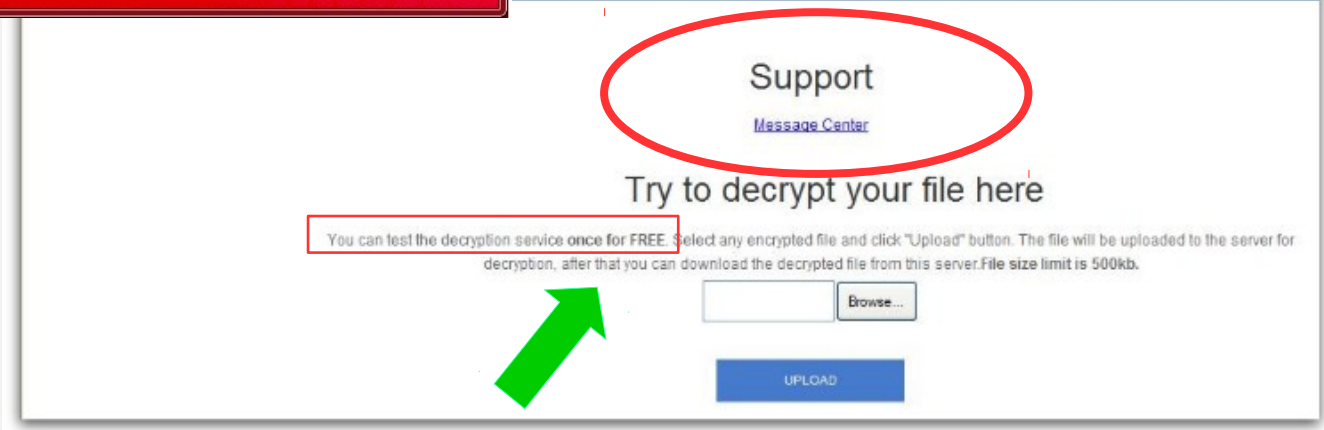 Support
Message Center
Try to decrypt your file here
You can test the decryption service once for FREE. Select any encrypted file and click "Upload" button. The file will be uploaded to the server for
decryption, after that you can download the decrypted file from this server.File size limit is 500kb.
Browse...
UPLOAD